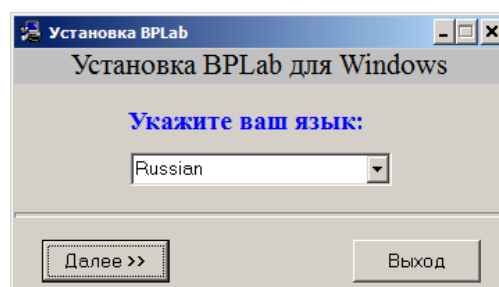 Установка BPLab
Установка BPLab для Windows
Укажите ваш язык:
Russian
Далее >>
Выход